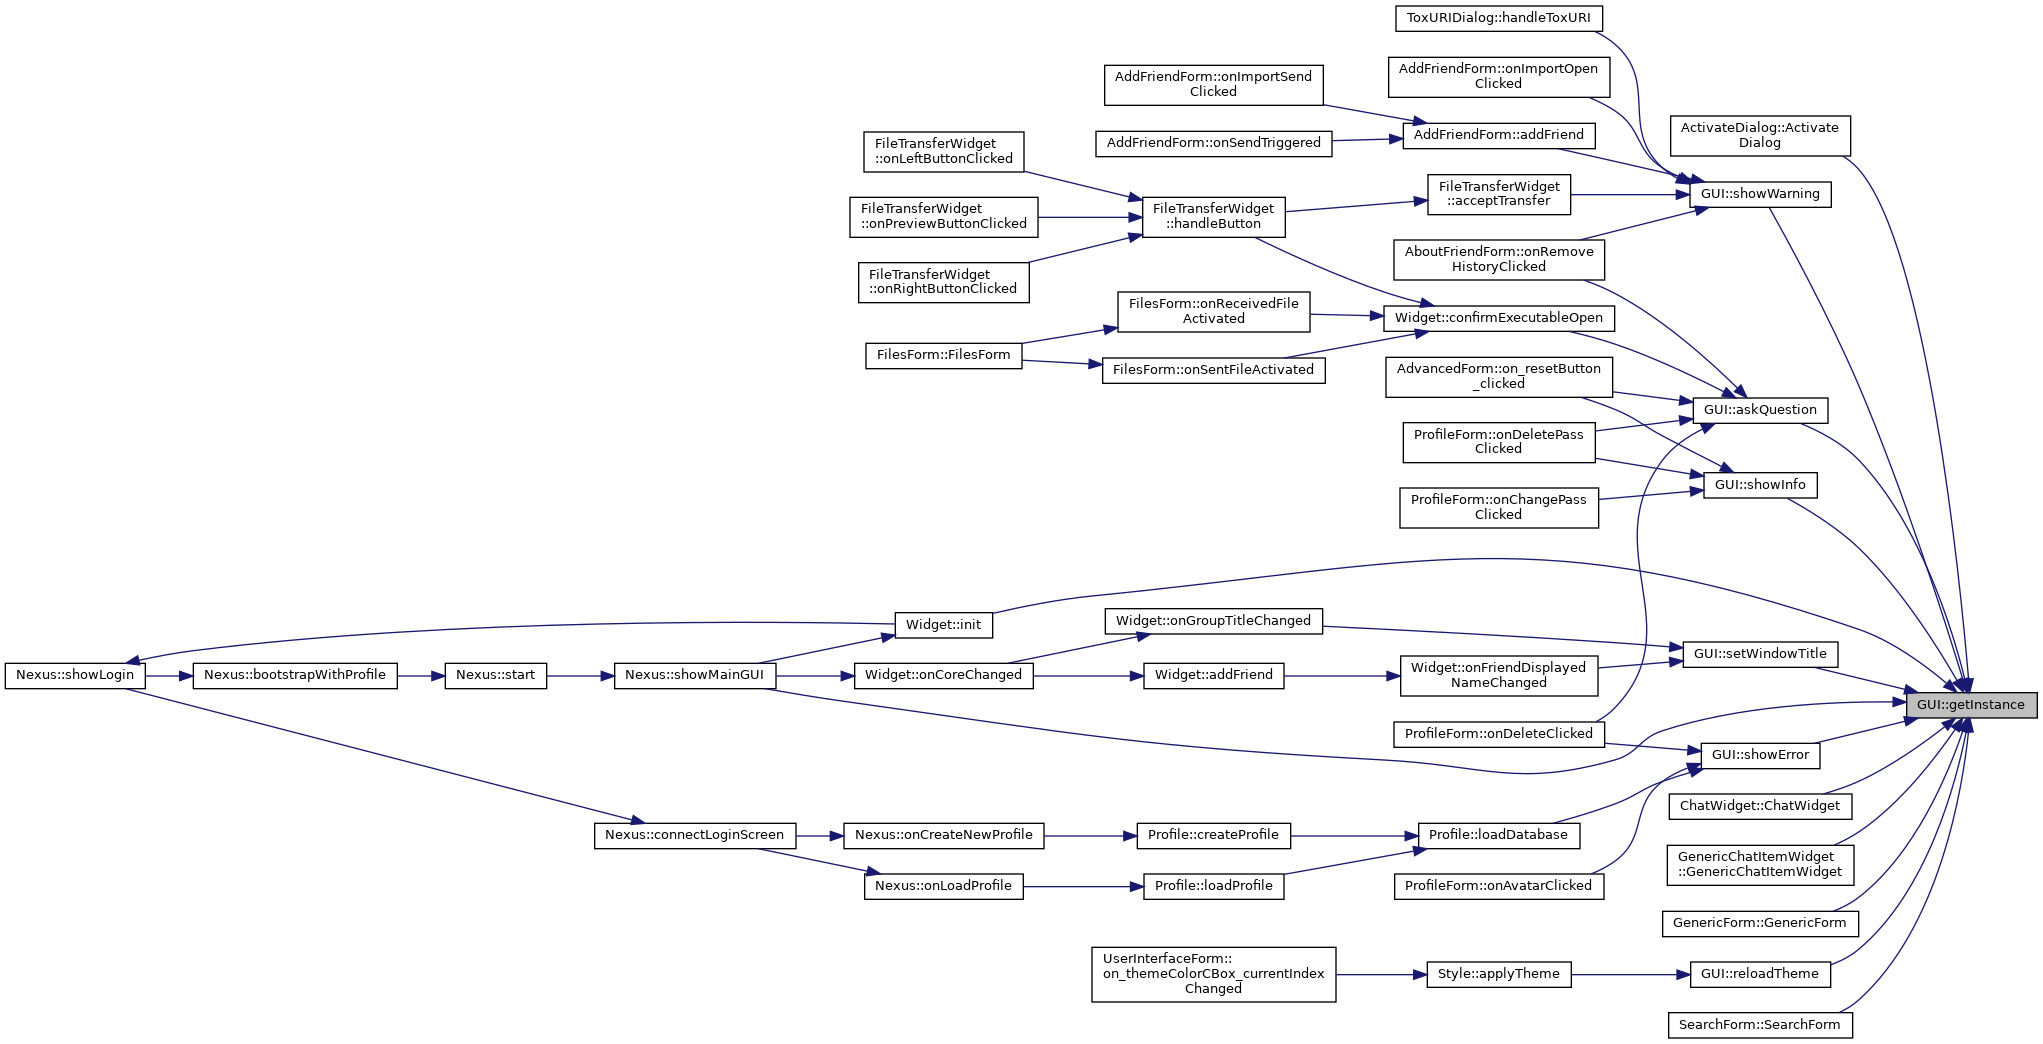 ToxURIDialog::handleToxURI
AddFriendForm::onImportOpen
Clicked
AddFriendForm::onImportSend
Clicked
ActivateDialog::Activate
Dialog
AddFriendForm::addFriend
AddFriendForm::onSendTriggered
FileTransferWidget
::onLeftButtonClicked
GUI::showWarning
FileTransferWidget
::acceptTransfer
FileTransferWidget
::handleButton
FileTransferWidget
::onPreviewButtonClicked
AboutFriendForm::onRemove
HistoryClicked
FileTransferWidget
::onRightButtonClicked
FilesForm::onReceivedFile
Activated
Widget::confirmExecutableOpen
FilesForm::FilesForm
FilesForm::onSentFileActivated
AdvancedForm::on_resetButton
_clicked
GUI::askQuestion
ProfileForm::onDeletePass
Clicked
GUI::showInfo
ProfileForm::onChangePass
Clicked
Widget::init
Widget::onGroupTitleChanged
GUI::setWindowTitle
Nexus::showLogin
Nexus::bootstrapWithProfile
Nexus::start
Nexus::showMainGUI
Widget::onCoreChanged
Widget::addFriend
Widget::onFriendDisplayed
NameChanged
GUI::getInstance
ProfileForm::onDeleteClicked
GUI::showError
ChatWidget::ChatWidget
Nexus::connectLoginScreen
Nexus::onCreateNewProfile
Profile::createProfile
Profile::loadDatabase
GenericChatItemWidget
::GenericChatItemWidget
Nexus::onLoadProfile
Profile::loadProfile
ProfileForm::onAvatarClicked
GenericForm::GenericForm
UserInterfaceForm::
on_themeColorCBox_currentIndex
Changed
Style::applyTheme
GUI::reloadTheme
SearchForm::SearchForm